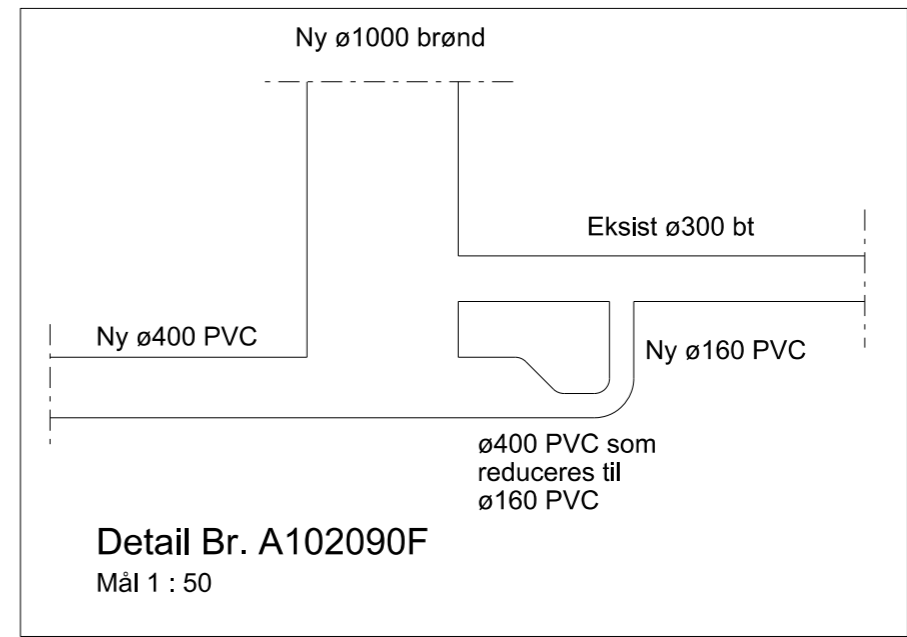 Ny ø1000 brønd
Eksist ø300 bt
Ny ø400 PVC
Ny ø160 PVC
ø400 PVC som
reduceres til
ø160 PVC
Detail Br. A102090F
Mål 1 : 50